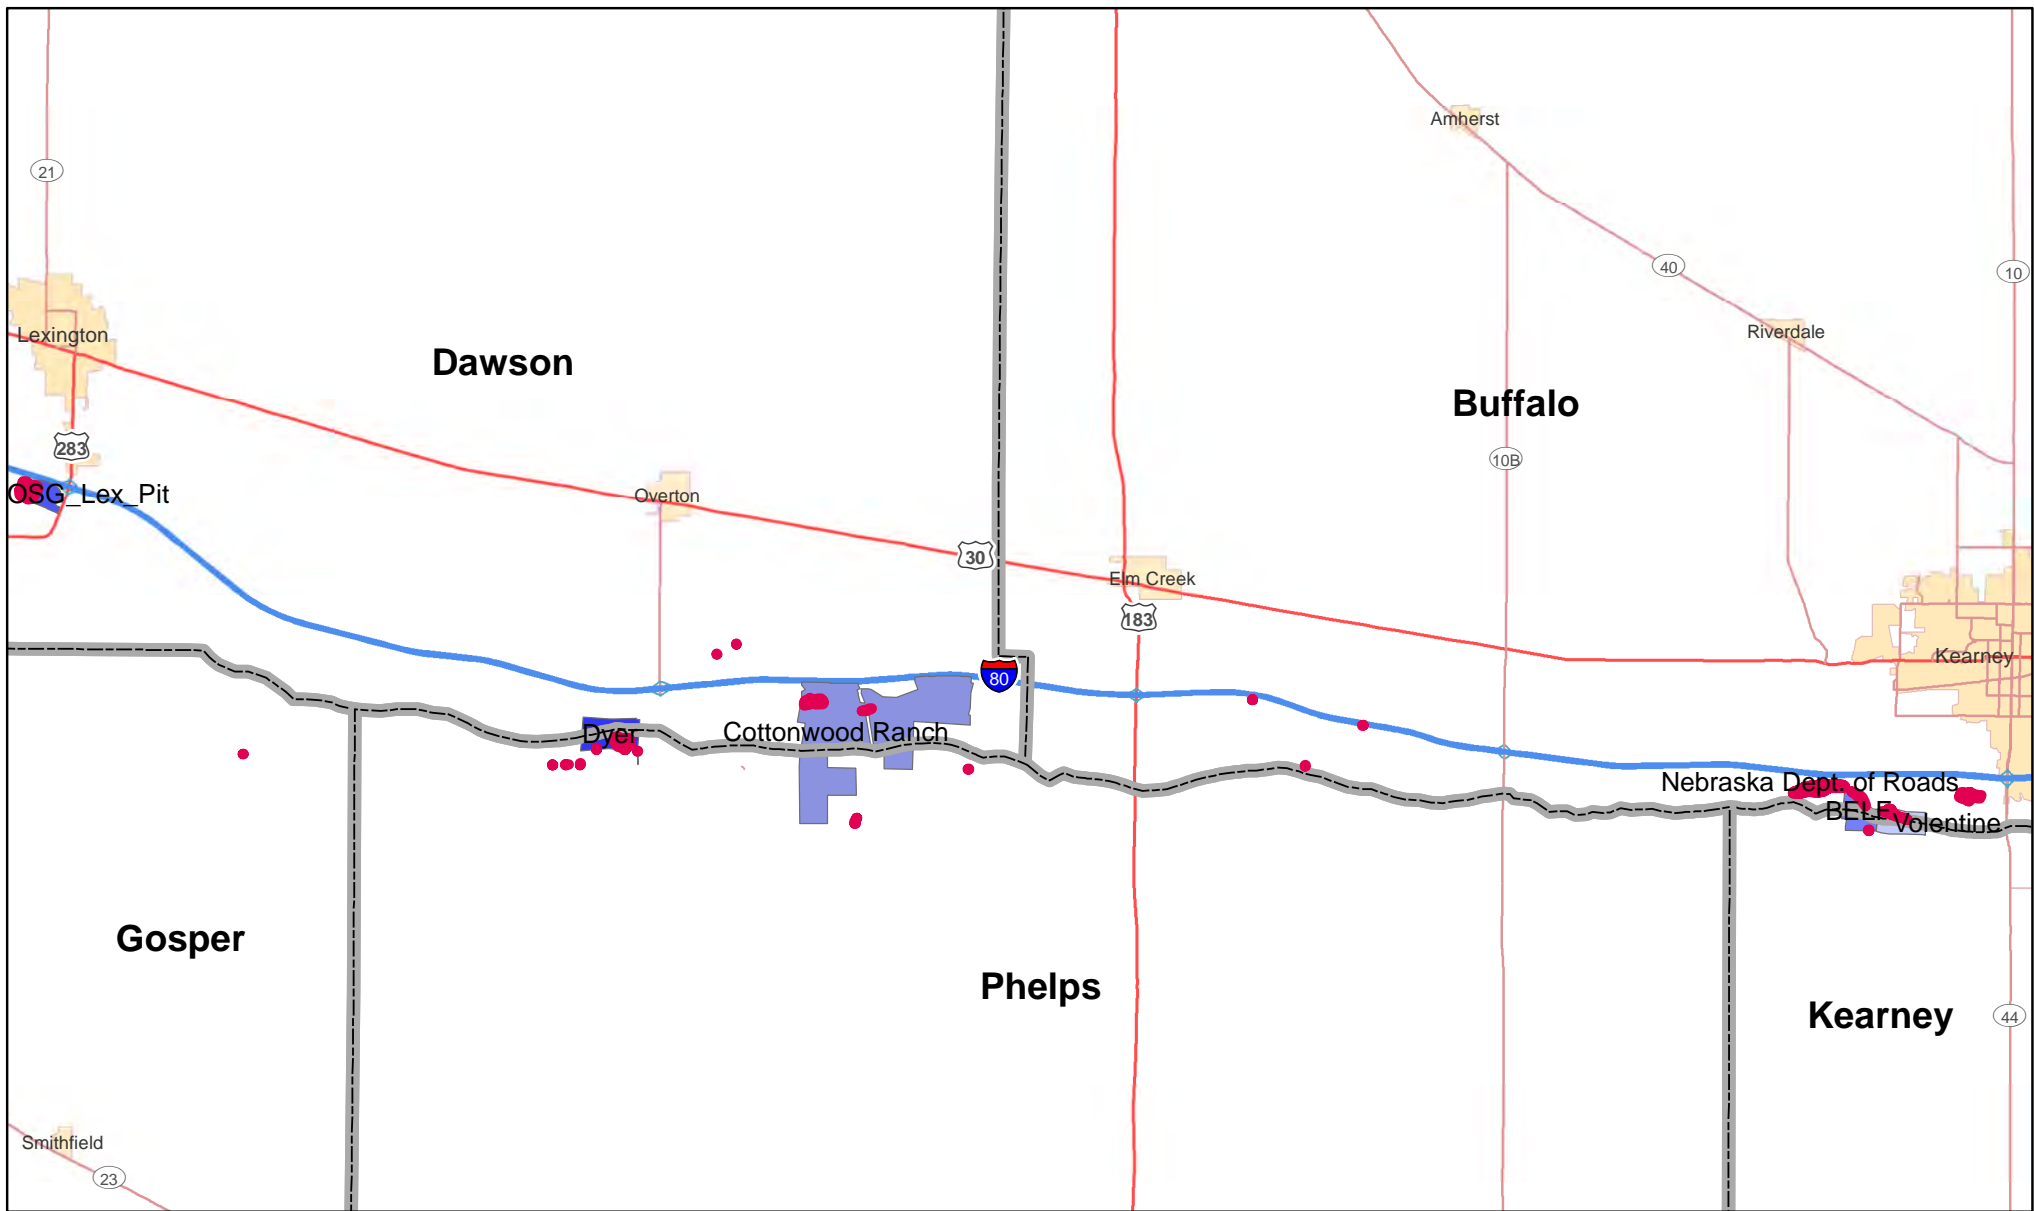 Amherst
21
40
10
Riverdale
Lexington
Dawson
Buffalo
283
10B
OSG_Lex_Pit
Overton
30
Elm Creek
183
Kearney
80
Dyer
Cottonwood Ranch
Nebraska Dept. of Roads
BELF
Volentine
Gosper
Phelps
Kearney
44
Smithfield
23